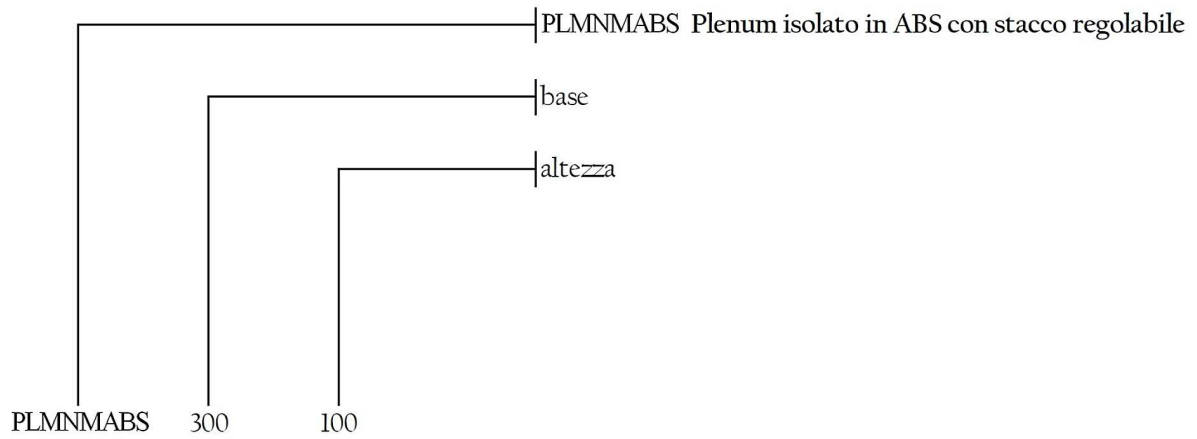 PLMNMABS Plenum isolato in ABS con stacco regolabile
base
altezza
PLMNMABS 300 100